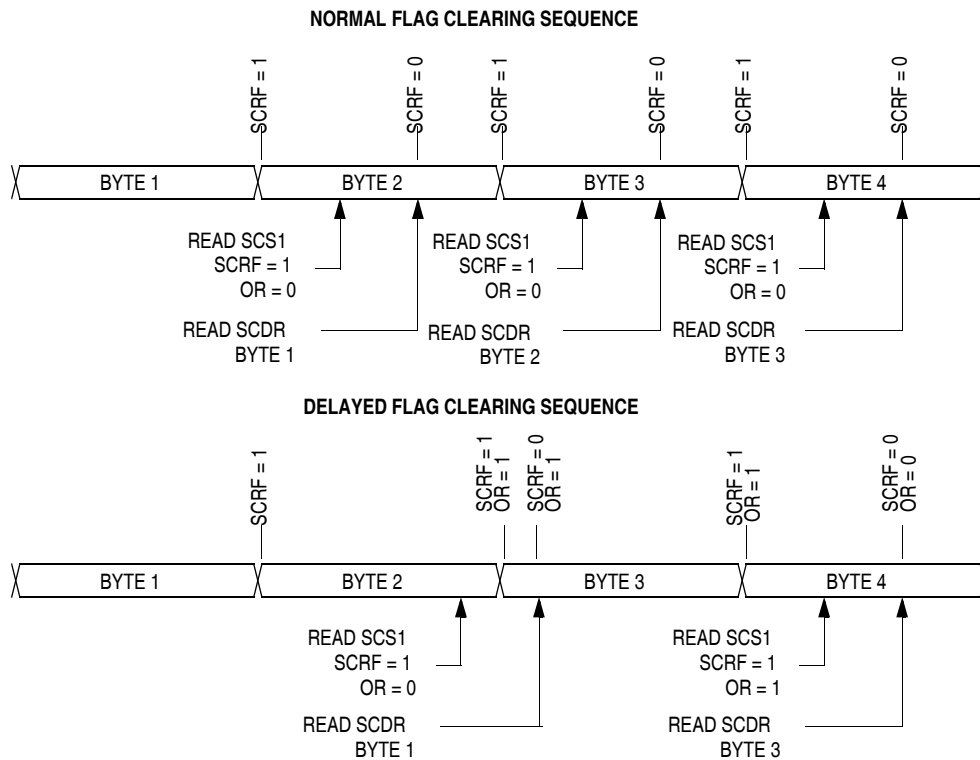 NORMAL FLAG CLEARING SEQUENCE
SCRF = 1
SCRF = 0
SCRF = 1
SCRF = 0
SCRF = 1
SCRF = 0
BYTE 1
BYTE 2
BYTE 3
BYTE 4
READ SCS1
SCRF = 1
OR = 0
READ SCS1
SCRF = 1
OR = 0
READ SCS1
SCRF = 1
OR = 0
READ SCDR
BYTE 1
READ SCDR
BYTE 2
READ SCDR
BYTE 3
DELAYED FLAG CLEARING SEQUENCE
SCRF = 1
SCRF = 1
OR = 1
SCRF = 0
OR = 1
SCRF = 1
OR = 1
SCRF = 0
OR = 0
BYTE 1
BYTE 2
BYTE 3
BYTE 4
READ SCS1
SCRF = 1
OR = 0
READ SCS1
SCRF = 1
OR = 1
READ SCDR
BYTE 1
READ SCDR
BYTE 3